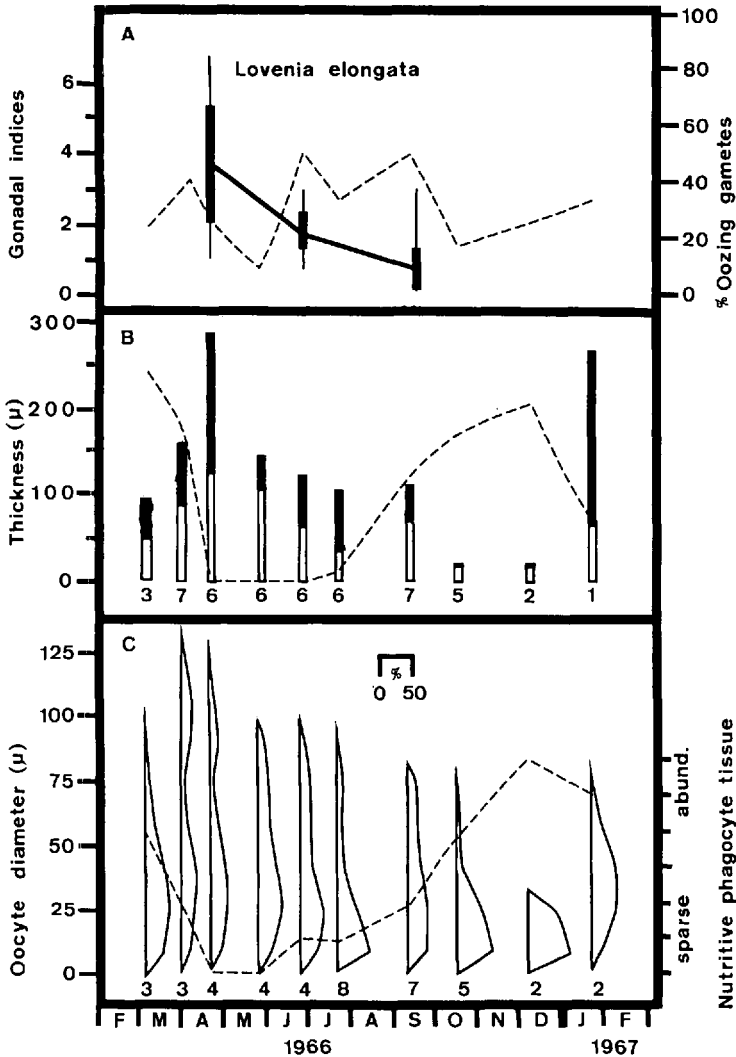 A
Lovenia elongata
Gonadal indices
6
4
2
0
100
80
60
40
20
0
% Oozing gametes
B
Thickness (μ)
300
200
100
0
3 7 6 6 6 6 7 5 2 1
C
% 
0 50
Oocyte diameter (μ)
125
100
75
50
25
0
abund.
sparse
Nutritive phagocyte tissue
3 3 4 4 4 8 7 5 2 2
F M A M J J A S O N D J F
1966 1967